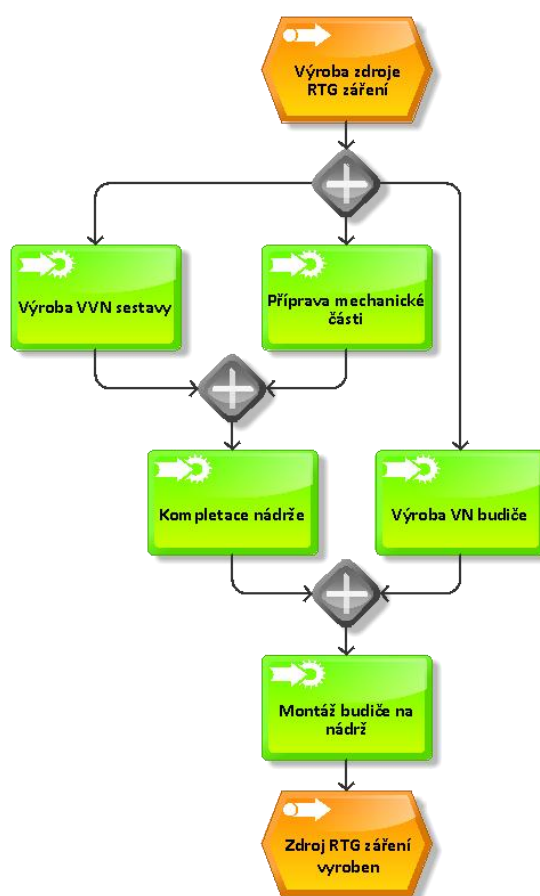 Výroba zdroje
RTG záření
Výroba VVN sestavy
Příprava mechanické
části
Kompletace nádrže
Výroba VN budiče
Montáž budiče na
nádrž
Zdroj RTG záření
vyroben